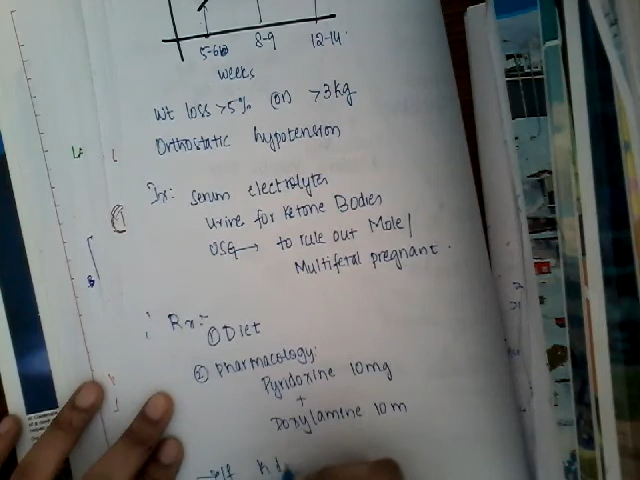 5-6 8-9 12-14
weeks
Wt loss >5% (or) >3kg
Orthostatic hypotension
Ix: serum electrolytes
urine for ketone Bodies
USG → to rule out Mole/
Multifetal pregnant.
Rx:-
① Diet
② Pharmacology:
Pyridoxine 10mg
+
Doxylamine 10m